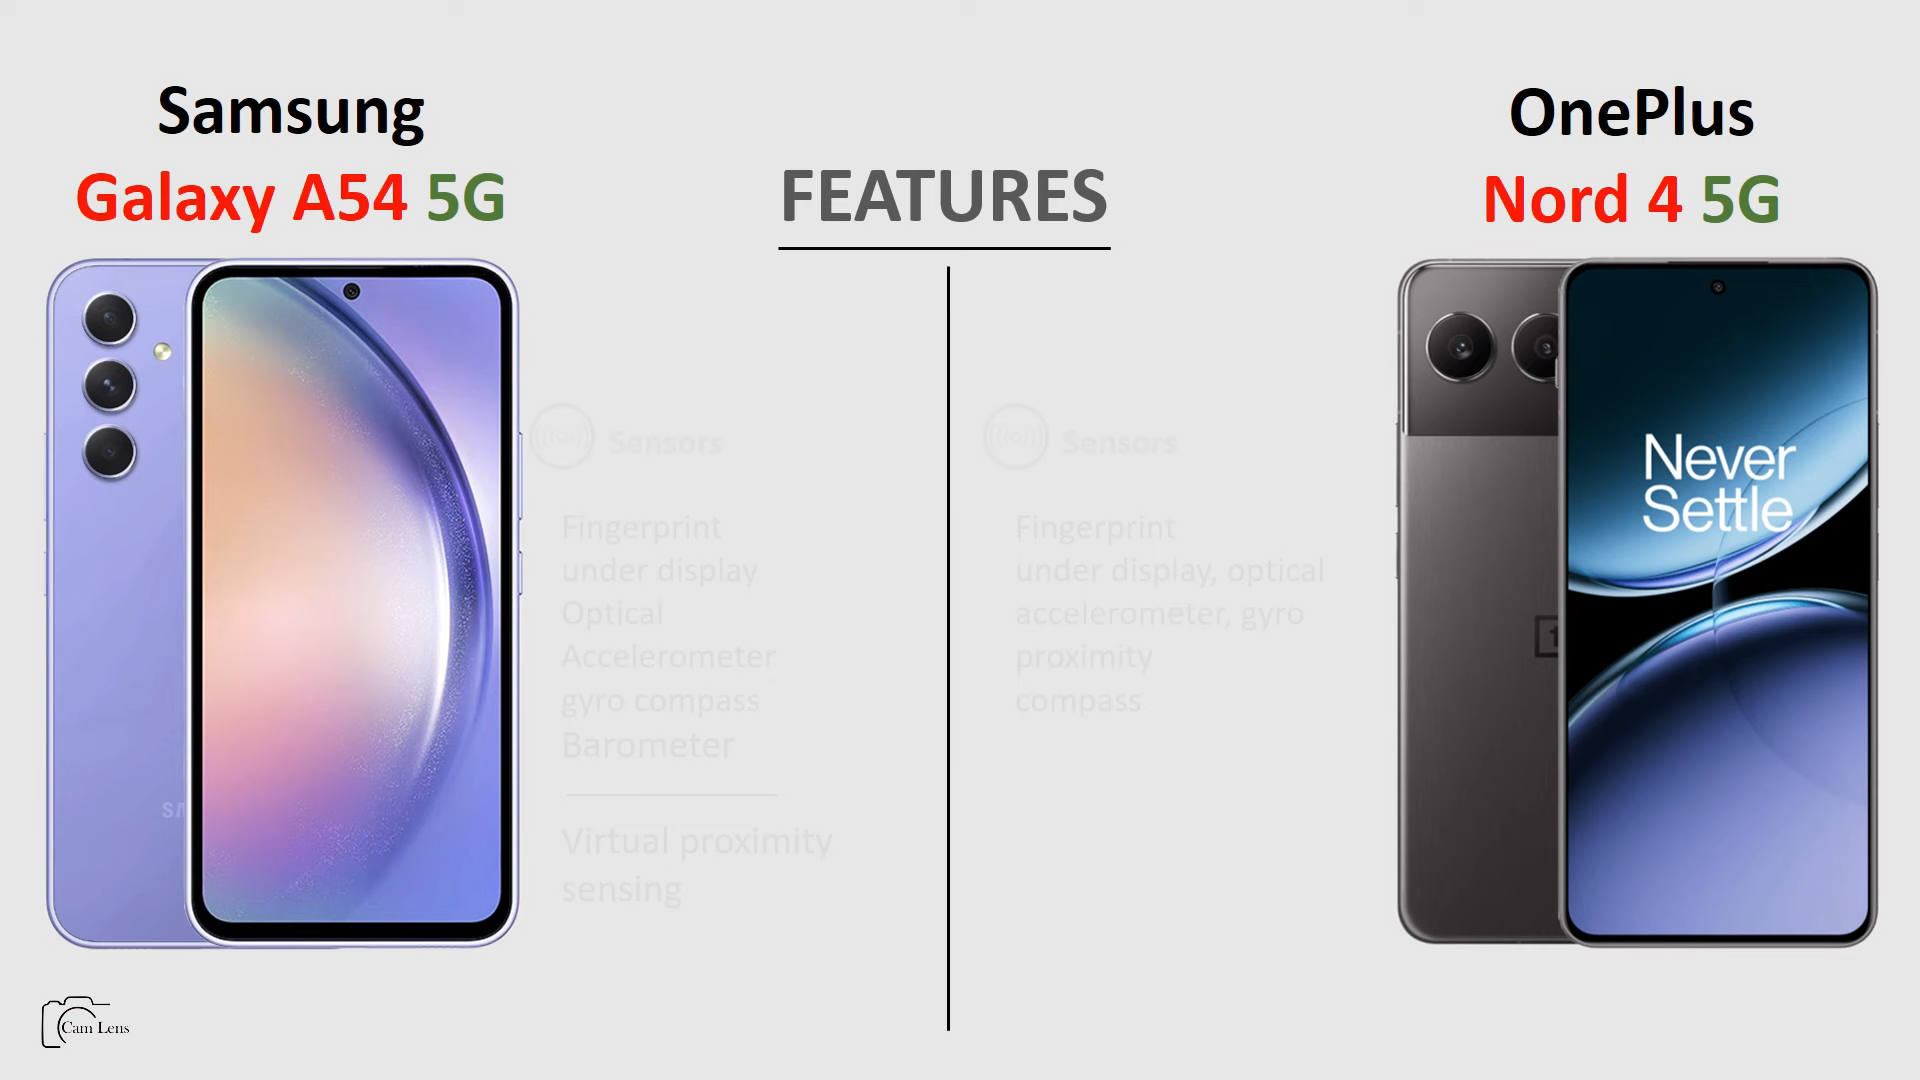 Samsung
Galaxy A54 5G
FEATURES
OnePlus
Nord 4 5G
Sensors
Fingerprint
under display
Optical
Accelerometer
gyro compass
Barometer
Virtual proximity
sensing
Sensors
Fingerprint
under display, optical
accelerometer, gyro
proximity
compass
Never
Settle
Cam Lens